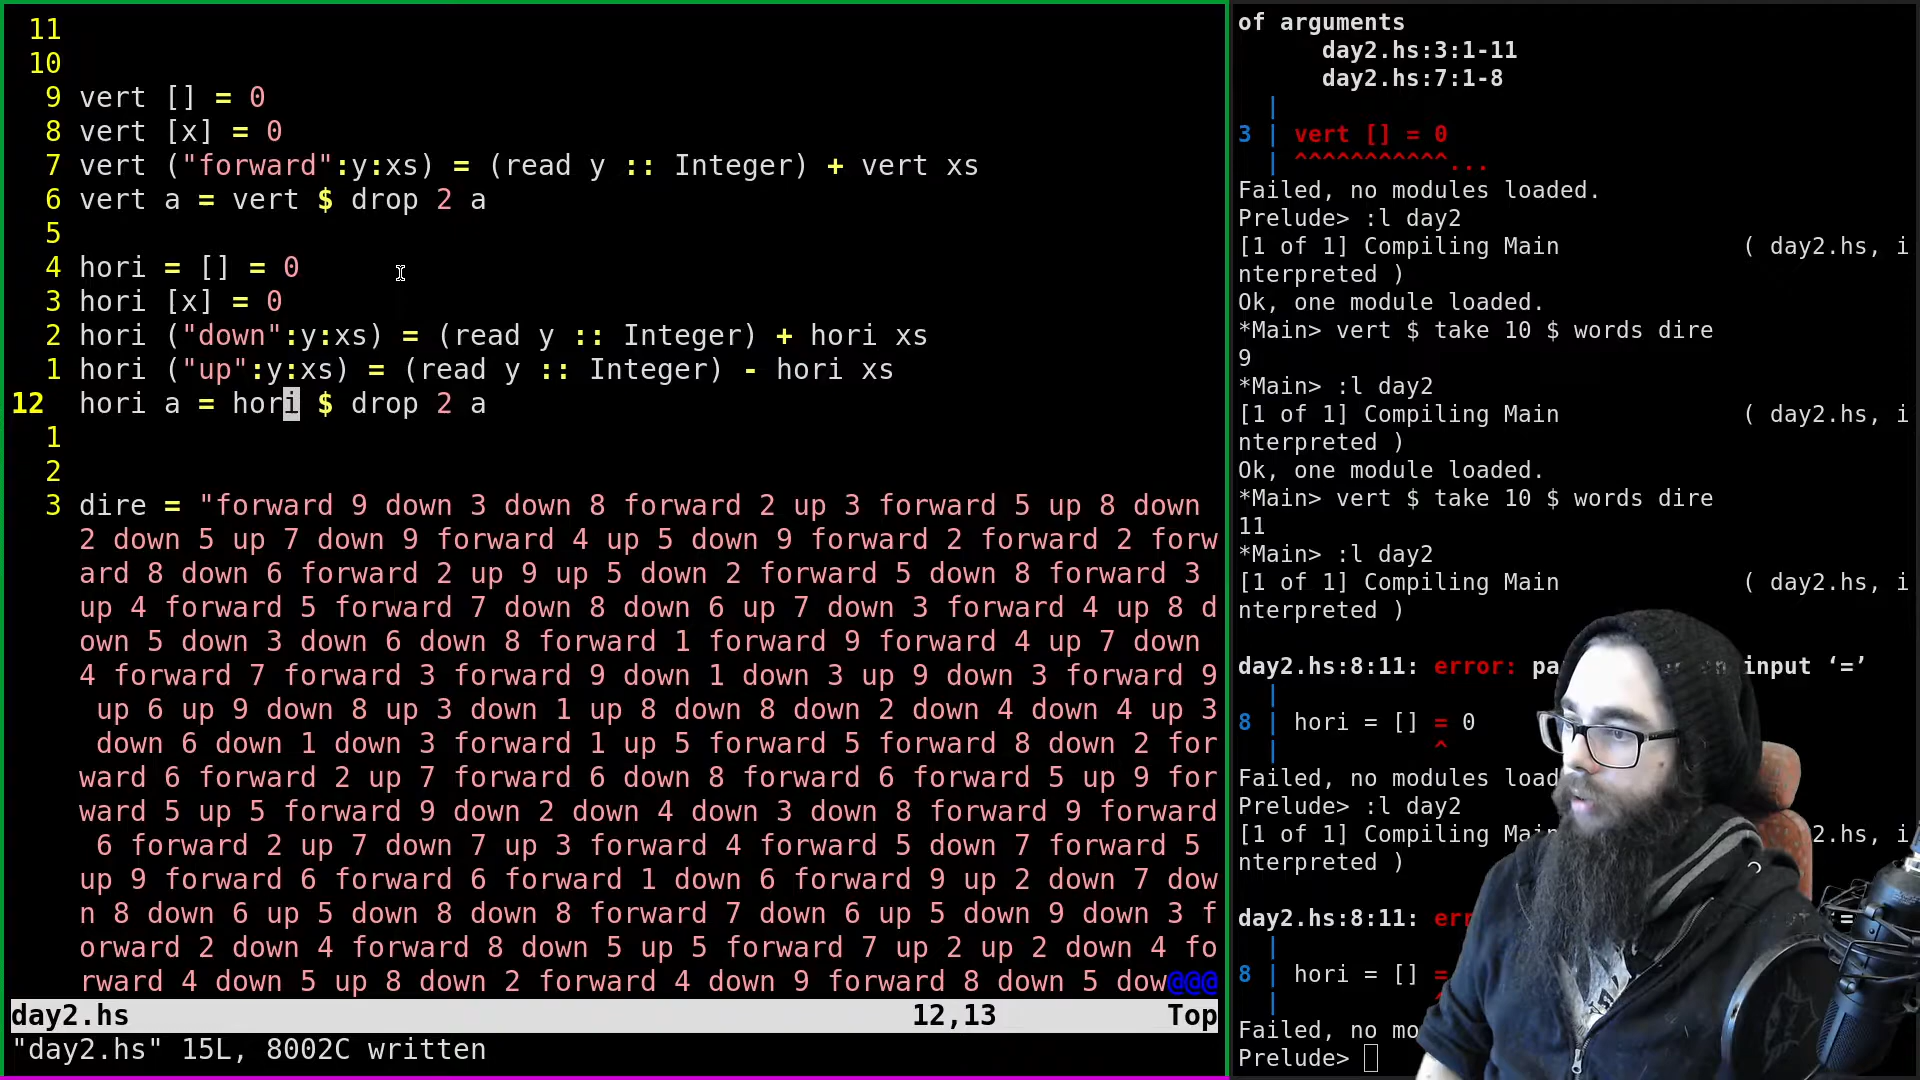 11
10
9 vert [] = 0
8 vert [x] = 0
7 vert ("forward":y:xs) = (read y :: Integer) + vert xs
6 vert a = vert $ drop 2 a
5
4 hori = [] = 0
3 hori [x] = 0
2 hori ("down":y:xs) = (read y :: Integer) + hori xs
1 hori ("up":y:xs) = (read y :: Integer) - hori xs
12 hori a = hori $ drop 2 a
1
2
3 dire = "forward 9 down 3 down 8 forward 2 up 3 forward 5 up 8 down
2 down 5 up 7 down 9 forward 4 up 5 down 9 forward 2 forward 2 forw
ard 8 down 6 forward 2 up 9 up 5 down 2 forward 5 down 8 forward 3
up 4 forward 5 forward 7 down 8 down 6 up 7 down 3 forward 4 up 8 d
own 5 down 3 down 6 down 8 forward 1 forward 9 forward 4 up 7 down
4 forward 7 forward 3 forward 9 down 1 down 3 up 9 down 3 forward 9
up 6 up 9 down 8 up 3 down 1 up 8 down 8 down 2 down 4 down 4 up 3
down 6 down 1 down 3 forward 1 up 5 forward 5 forward 8 down 2 for
ward 6 forward 2 up 7 forward 6 down 8 forward 6 forward 5 up 9 for
ward 5 up 5 forward 9 down 2 down 4 down 3 down 8 forward 9 forward
6 forward 2 up 7 down 7 up 3 forward 4 forward 5 down 7 forward 5
up 9 forward 6 forward 6 forward 1 down 6 forward 9 up 2 down 7 dow
n 8 down 6 up 5 down 8 down 8 forward 7 down 6 up 5 down 9 down 3 f
orward 2 down 4 forward 8 down 5 up 5 forward 7 up 2 up 2 down 4 fo
rward 4 down 5 up 8 down 2 forward 4 down 9 forward 8 down 5 dow@@@
day2.hs 12,13 Top
"day2.hs" 15L, 8002C written
of arguments
day2.hs:3:1-11
day2.hs:7:1-8
|
3 | vert [] = 0
| ^^^^^^^^^^^...
Failed, no modules loaded.
Prelude> :l day2
[1 of 1] Compiling Main ( day2.hs, i
nterpreted )
Ok, one module loaded.
*Main> vert $ take 10 $ words dire
9
*Main> :l day2
[1 of 1] Compiling Main ( day2.hs, i
nterpreted )
Ok, one module loaded.
*Main> vert $ take 10 $ words dire
11
*Main> :l day2
[1 of 1] Compiling Main ( day2.hs, i
nterpreted )
day2.hs:8:11: error: input ‘=’
|
8 | hori = [] = 0
| ^
Failed, no modules load
Prelude> :l day2
[1 of 1] Compiling Main 2.hs, i
nterpreted )
day2.hs:8:11: err =
|
8 | hori = [] =
|
Failed, no mo
Prelude>